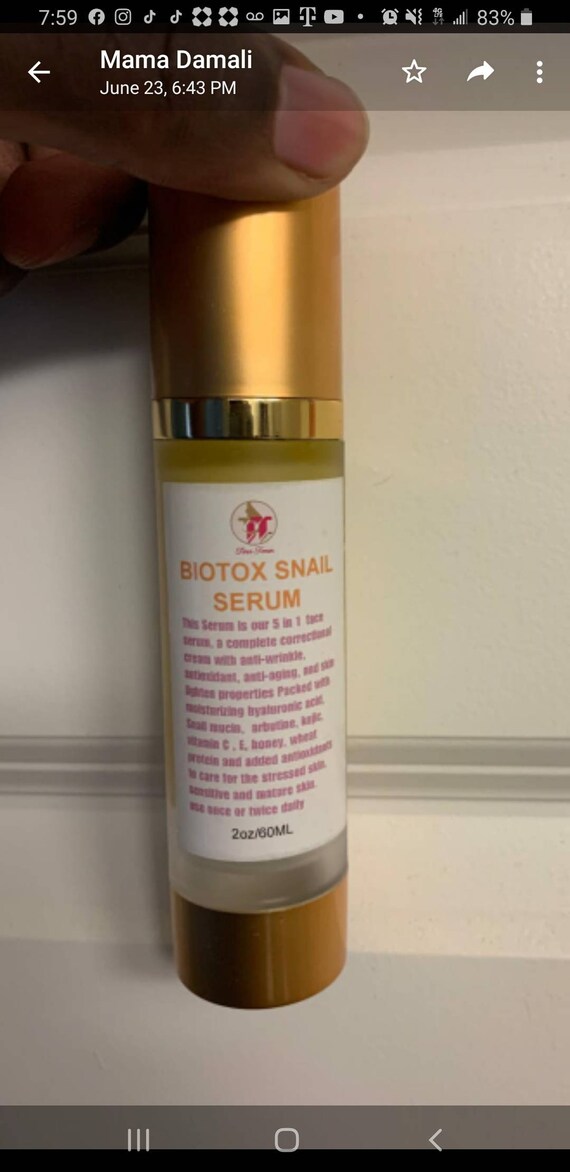 7:59
83%
Mama Damali
June 23, 6:43 PM
BIOTOX SNAIL
SERUM
This Serum is our 5 in 1 face
serum, a complete correctional
cream with anti-wrinkle,
antioxidant, anti-aging, and skin
lighten properties Packed with
moisturizing hyaluronic acid,
Snail mucin, arbutine, kojic,
vitamin C , E, honey, wheat
protein and added antioxidants
to care for the stressed skin,
sensitive and mature skin.
use once or twice daily
2oz/60ML